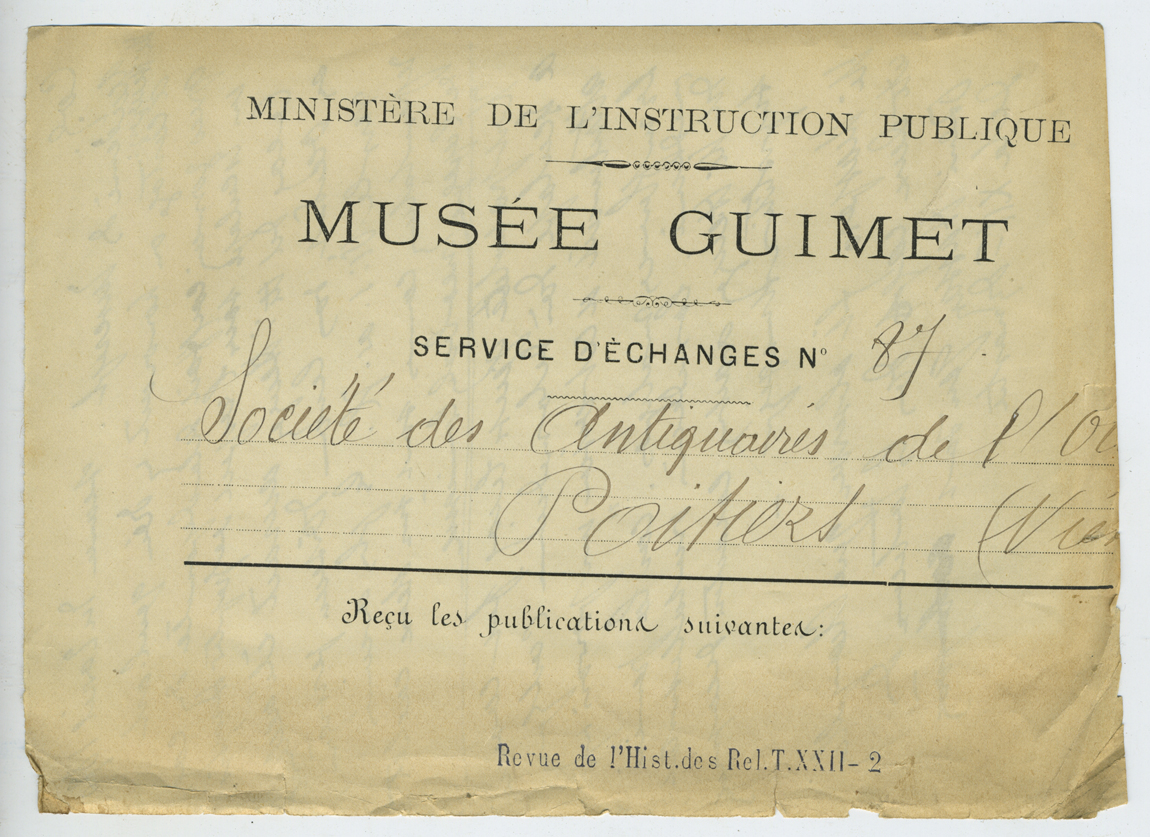 MINISTÈRE DE L'INSTRUCTION PUBLIQUE
MUSÉE GUIMET
SERVICE D'ÉCHANGES Nº 87
Société des Antiquaires de l'Ou
Poitiers (Vien
Reçu les publications suivantes:
Revue de l'Hist.des Rel.T.XXII-2